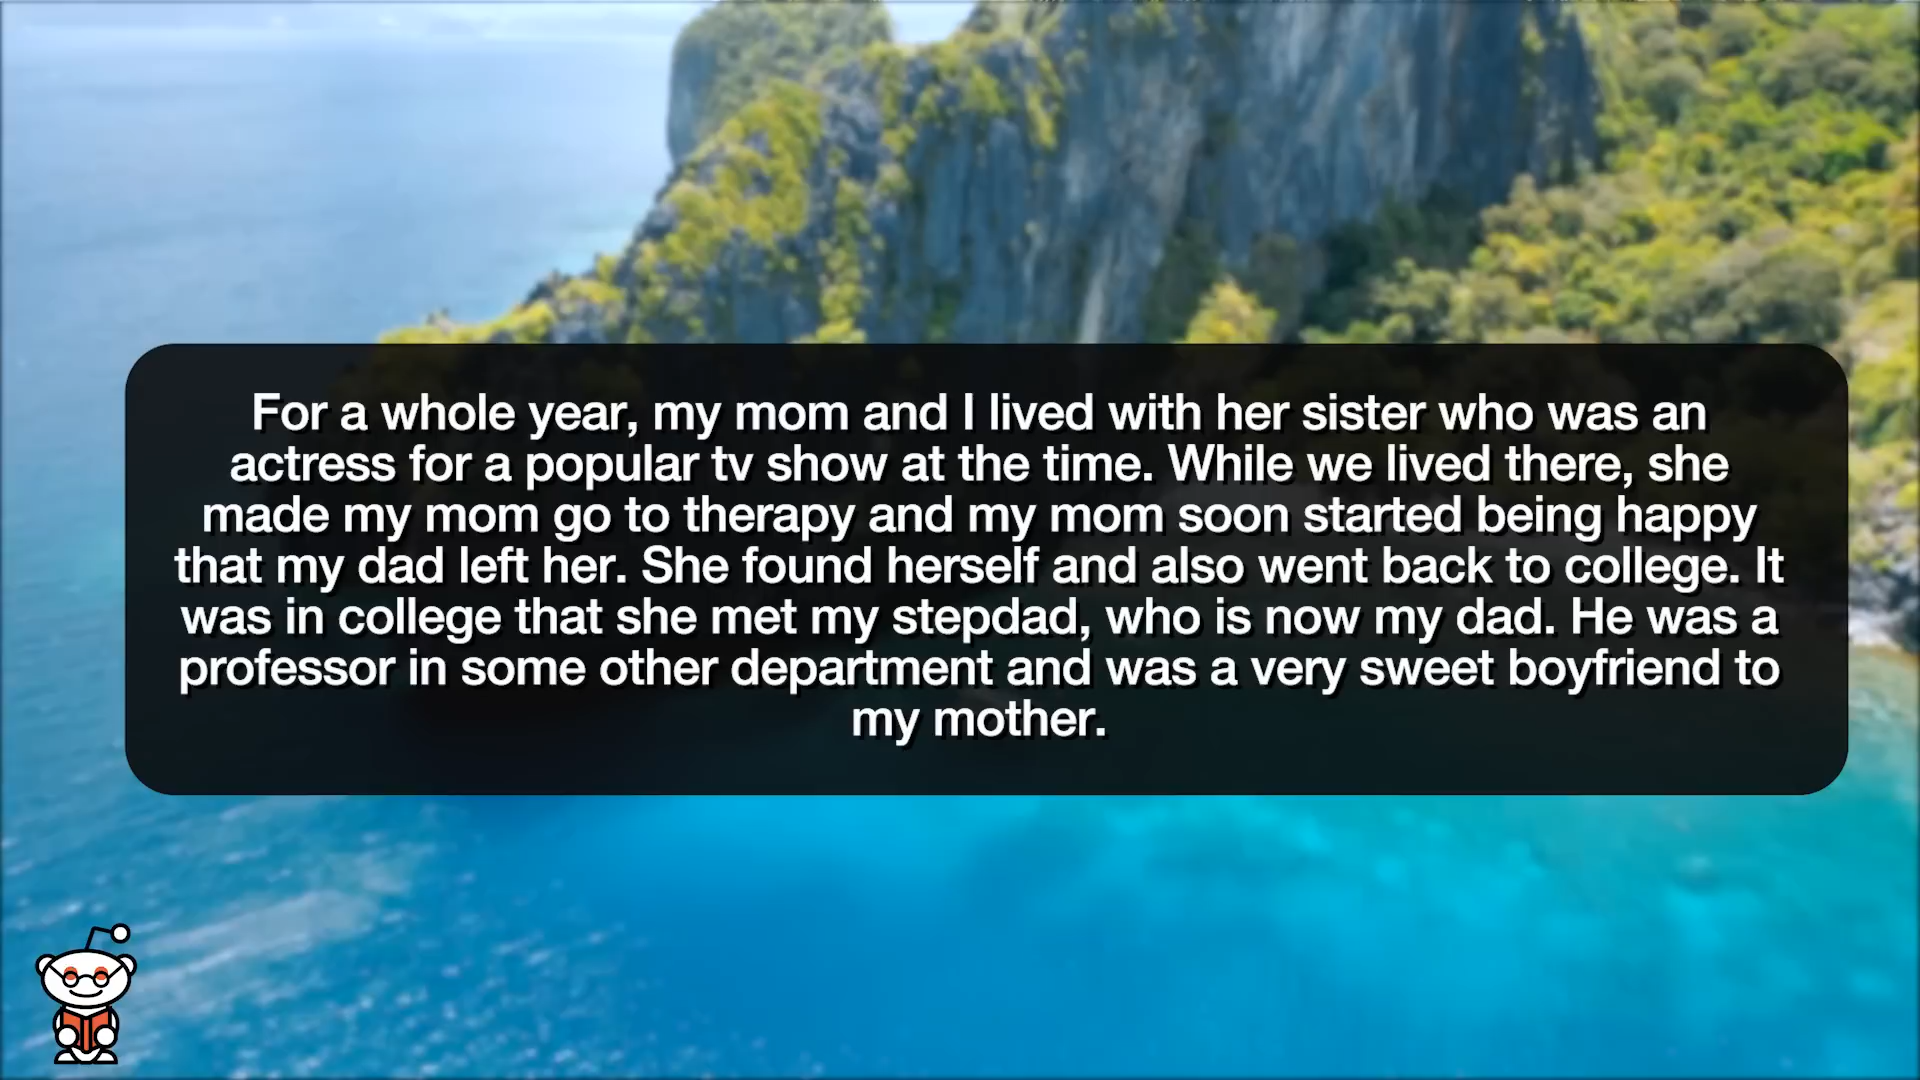 For a whole year, my mom and I lived with her sister who was an
actress for a popular tv show at the time. While we lived there, she
made my mom go to therapy and my mom soon started being happy
that my dad left her. She found herself and also went back to college. It
was in college that she met my stepdad, who is now my dad. He was a
professor in some other department and was a very sweet boyfriend to
my mother.